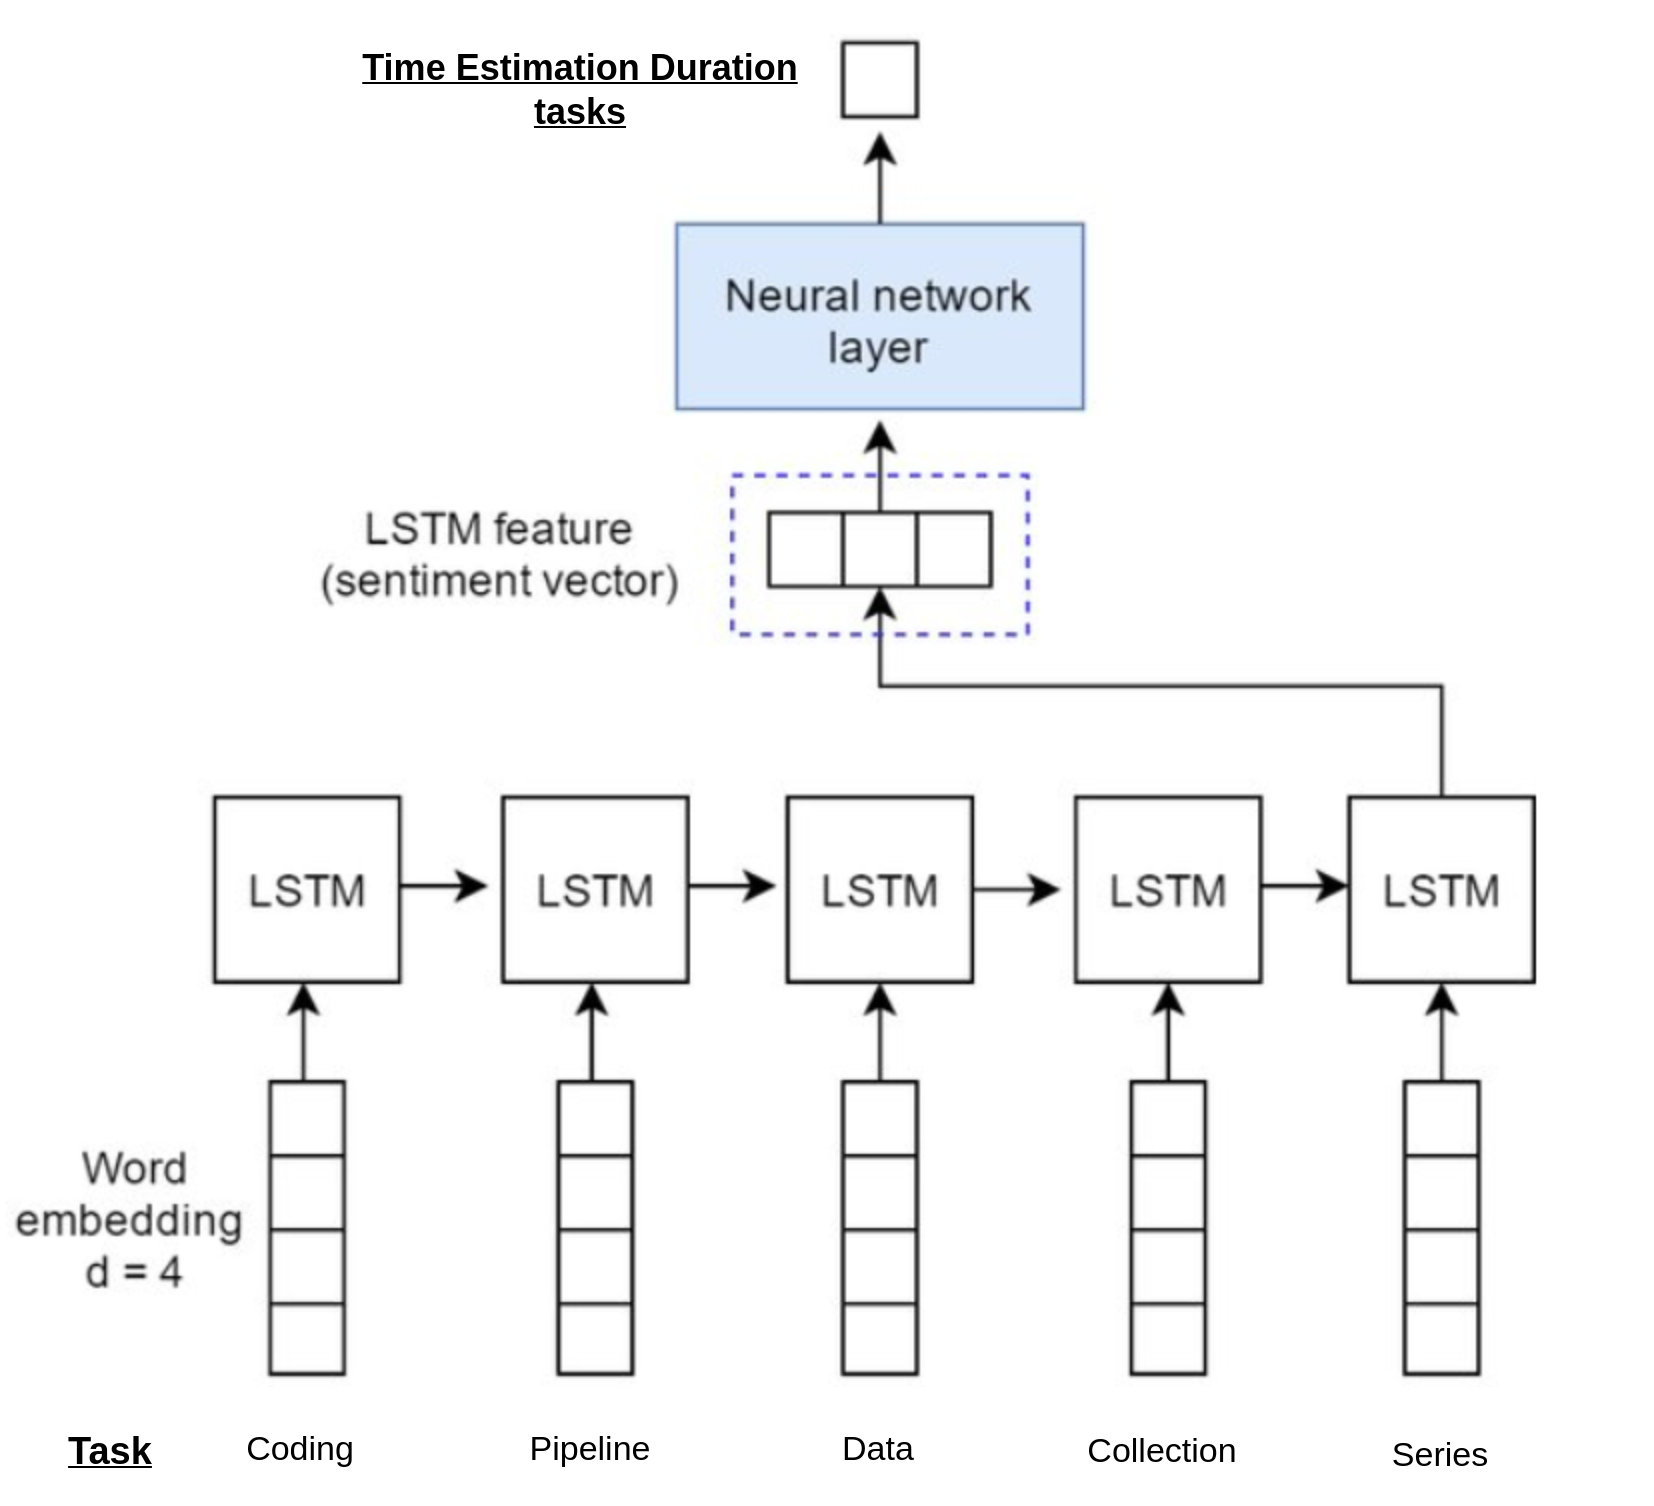 Time Estimation Duration
tasks
Neural network
layer
LSTM feature
(sentiment vector)
LSTM
LSTM
LSTM
LSTM
LSTM
Word
embedding
d = 4
Task
Coding
Pipeline
Data
Collection
Series